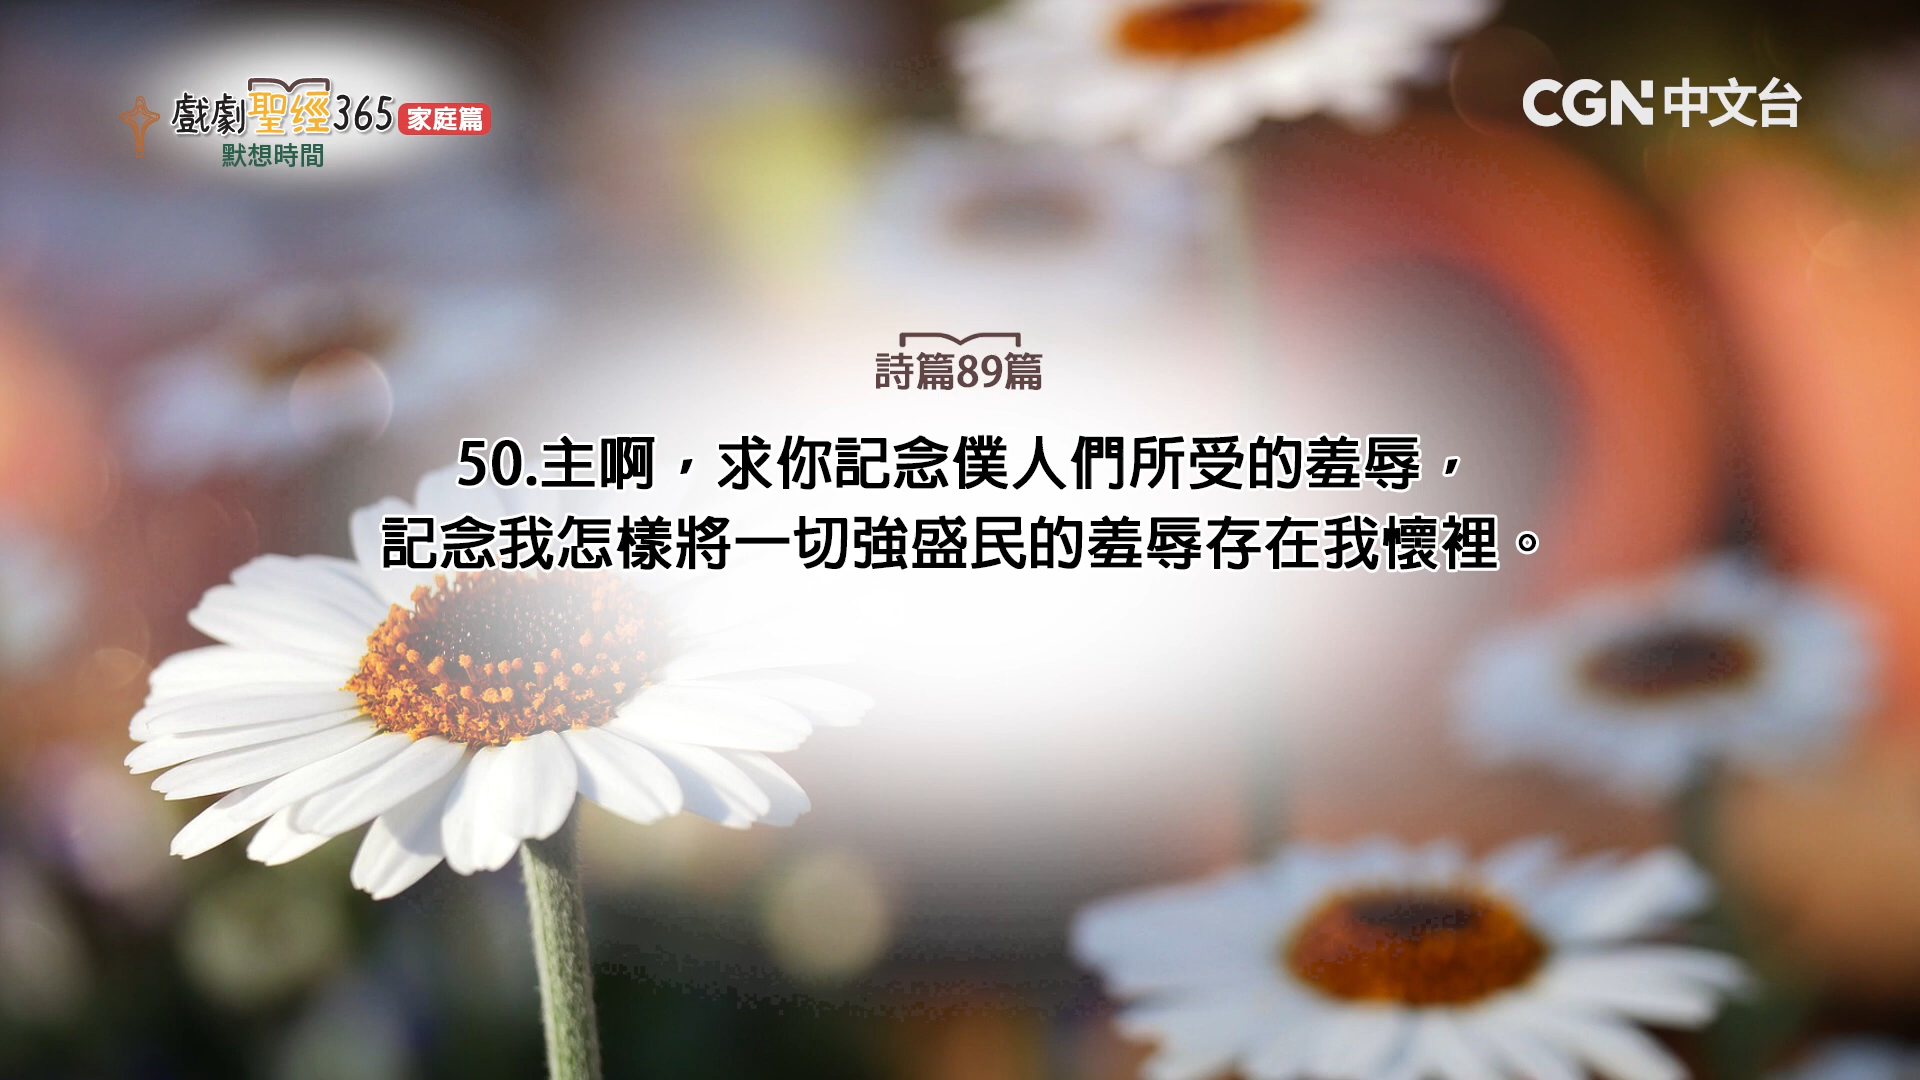 戲劇聖經365 家庭篇
默想時間
CGN中文台
詩篇89篇
50.主啊，求你記念僕人們所受的羞辱，
記念我怎樣將一切強盛民的羞辱存在我懷裡。